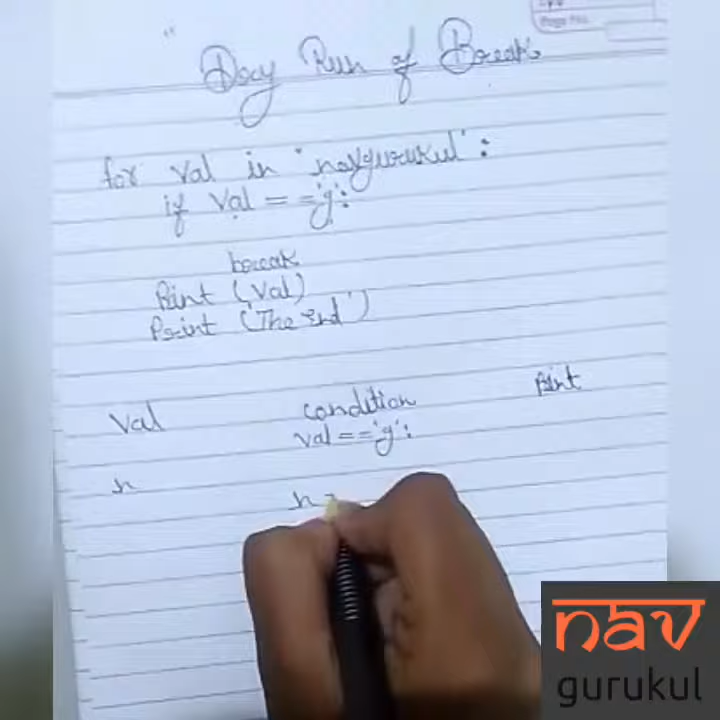 "Dry Run of Break
for val in 'navgurukul':
if val == 'g':
break
Print (val)
Print ('The End')
Val condition Print
val == 'g':
n n =
nav
gurukul